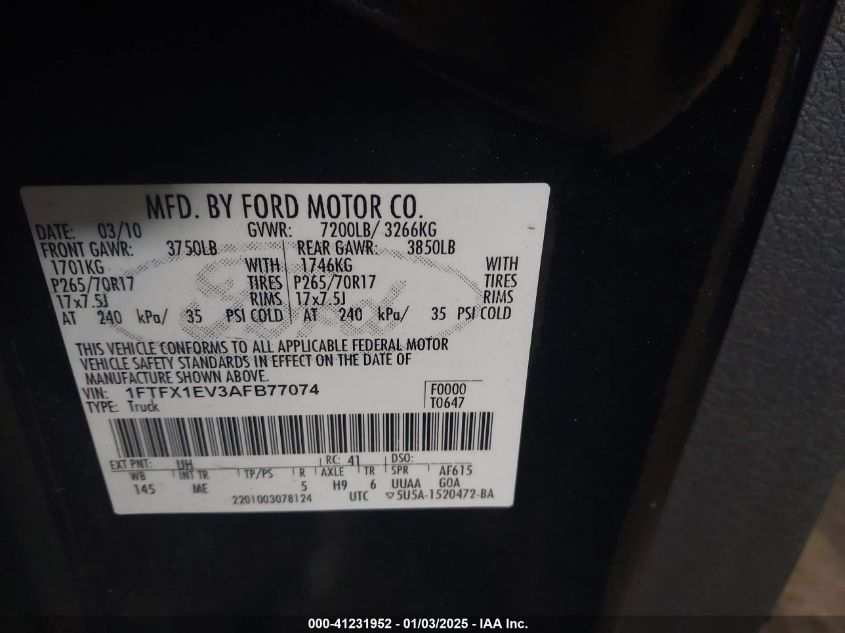 MFD. BY FORD MOTOR CO.
DATE: 03/10 GVWR: 7200LB/ 3266KG
FRONT GAWR: 3750LB REAR GAWR: 3850LB
1701KG WITH 1746KG WITH
P265/70R17 TIRES P265/70R17 TIRES
17x7.5J RIMS 17x7.5J RIMS
AT 240 kPa/ 35 PSI COLD AT 240 kPa/ 35 PSI COLD
Ford
THIS VEHICLE CONFORMS TO ALL APPLICABLE FEDERAL MOTOR
VEHICLE SAFETY STANDARDS IN EFFECT ON THE DATE OF
MANUFACTURE SHOWN ABOVE.
VIN: 1FTFX1EV3AFB77074 F0000
TYPE: Truck T0647
EXT PNT: UH RC: 41 DSO:
WB INT TR TP/PS R AXLE TR SPR AF615
145 ME 5 H9 6 UUAA G0A
2201003078124 UTC ▽5U5A-1520472-BA
000-41231952 - 01/03/2025 - IAA Inc.